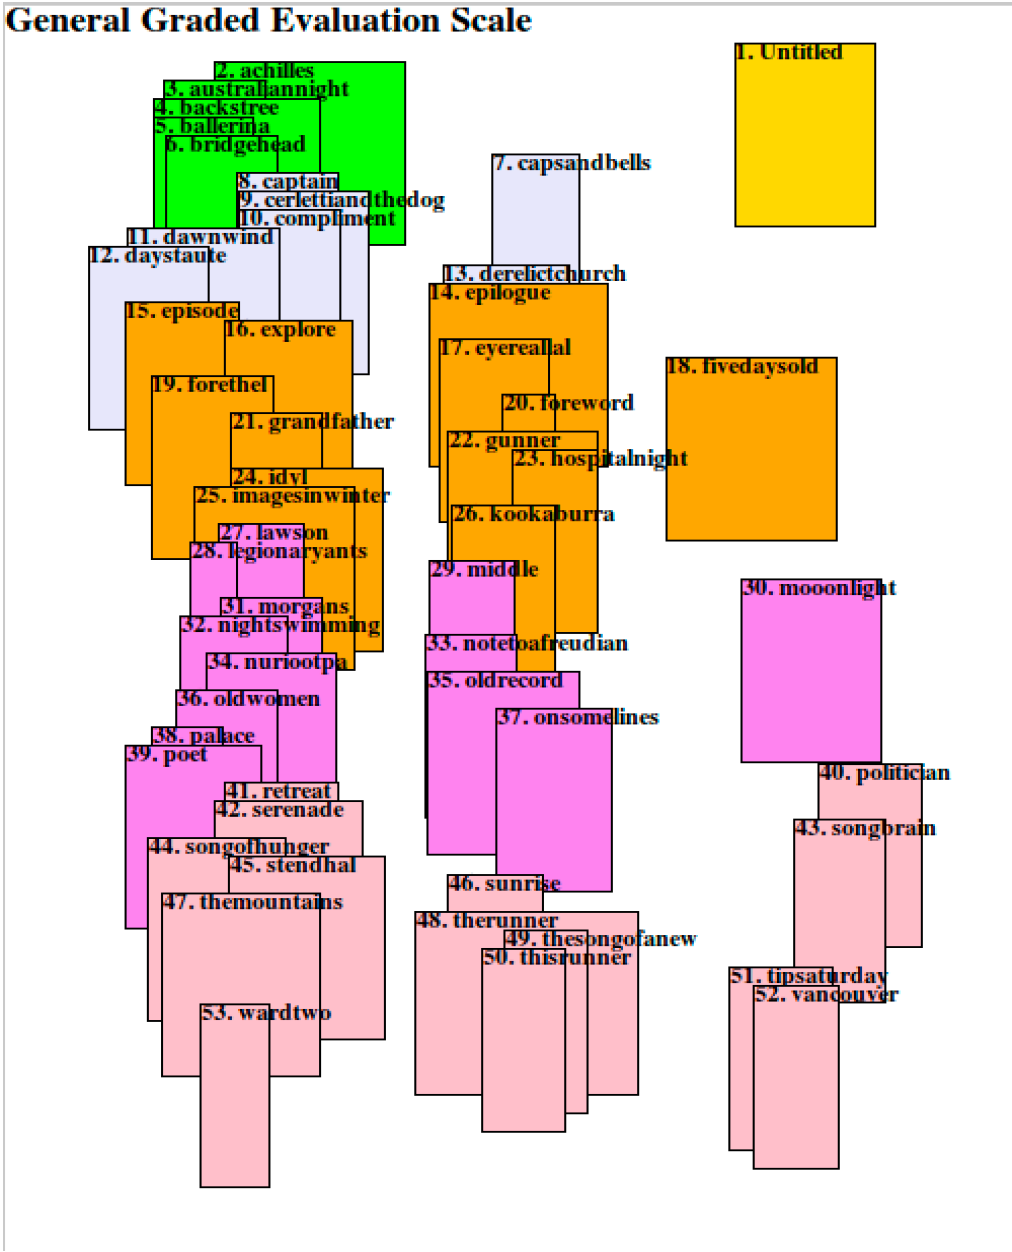 General Graded Evaluation Scale
1. Untitled
2. achilles
3. australiannight
4. backstree
5. ballerina
6. bridgehead
7. capsandbells
8. captain
9. cerlettiandthedog
10. compliment
11. dawnwind
12. daystaute
13. derelictchurch
14. epilogue
15. episode
16. explore
17. eyerealial
18. fivedaysold
19. forethel
20. foreword
21. grandfather
22. gunner
23. hospitalnight
24. idyl
25. imagesinwinter
26. kookaburra
27. lawson
28. legionaryants
29. middle
30. mooonlight
31. morgans
32. nightswimming
33. notetoafreudian
34. nuriootpa
35. oldrecord
36. oldwomen
37. onsomelines
38. palace
39. poet
40. politician
41. retreat
42. serenade
43. songbrain
44. songofhunger
45. stendhal
46. sunrise
47. themountains
48. therunner
49. thesongofanew
50. thisrunner
51. tipsaturday
52. vancouver
53. wardtwo